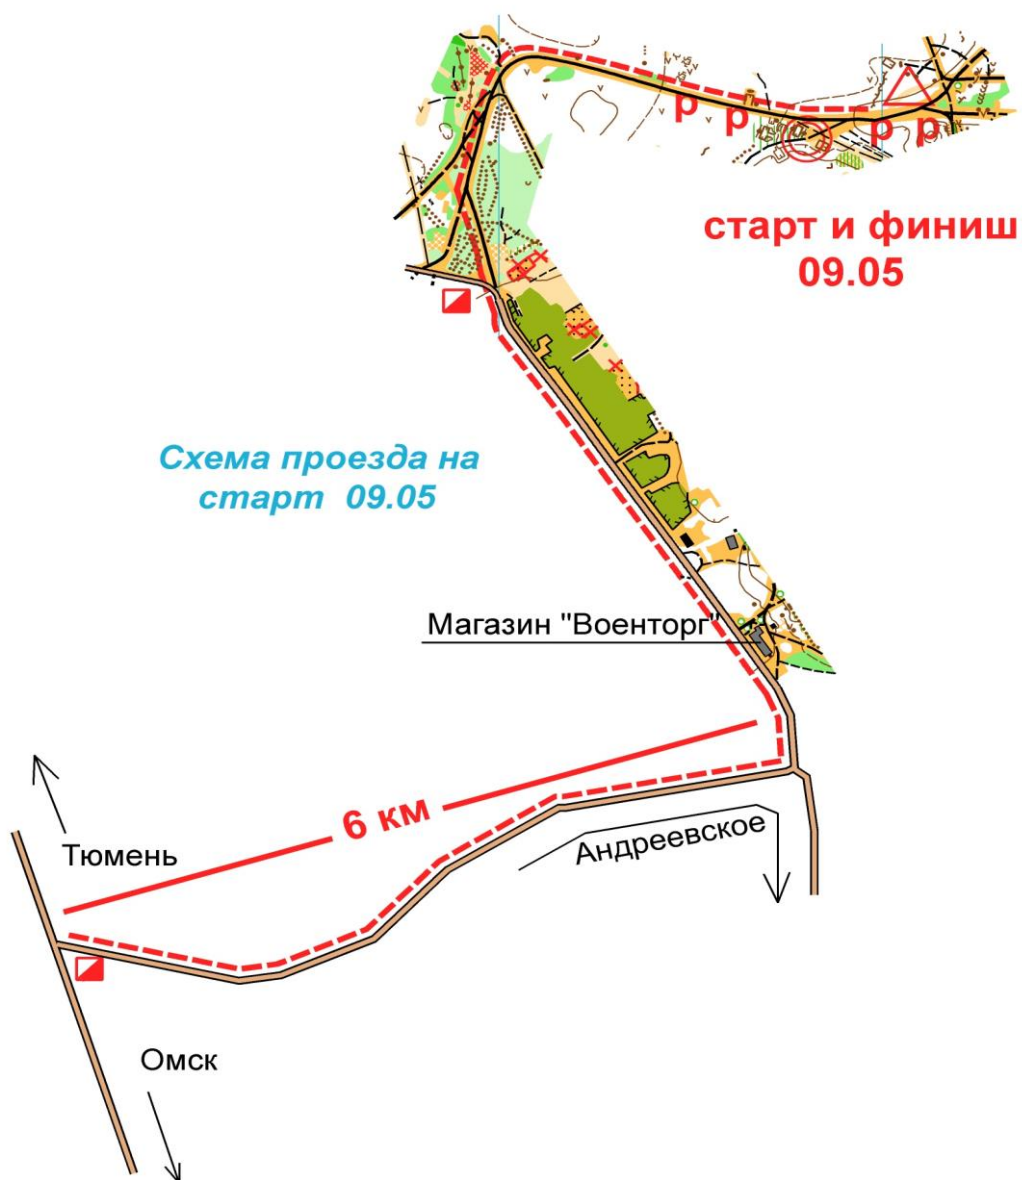 р
р
р
р
старт и финиш
09.05
Схема проезда на
старт 09.05
Магазин "Военторг"
6 км
Андреевское
Тюмень
Омск